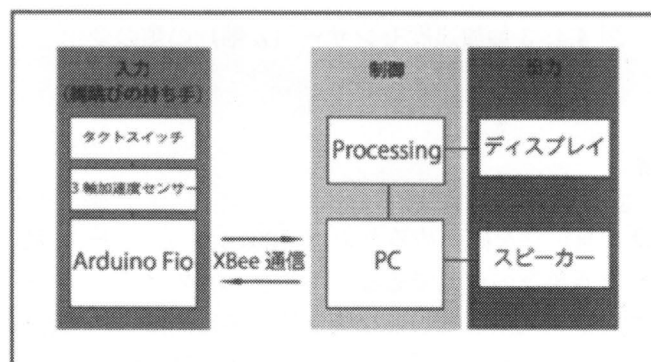 入力
(縄跳びの持ち手)
タクトスイッチ
3軸加速度センサー
Arduino Fio
XBee 通信
制御
Processing
PC
出力
ディスプレイ
スピーカー